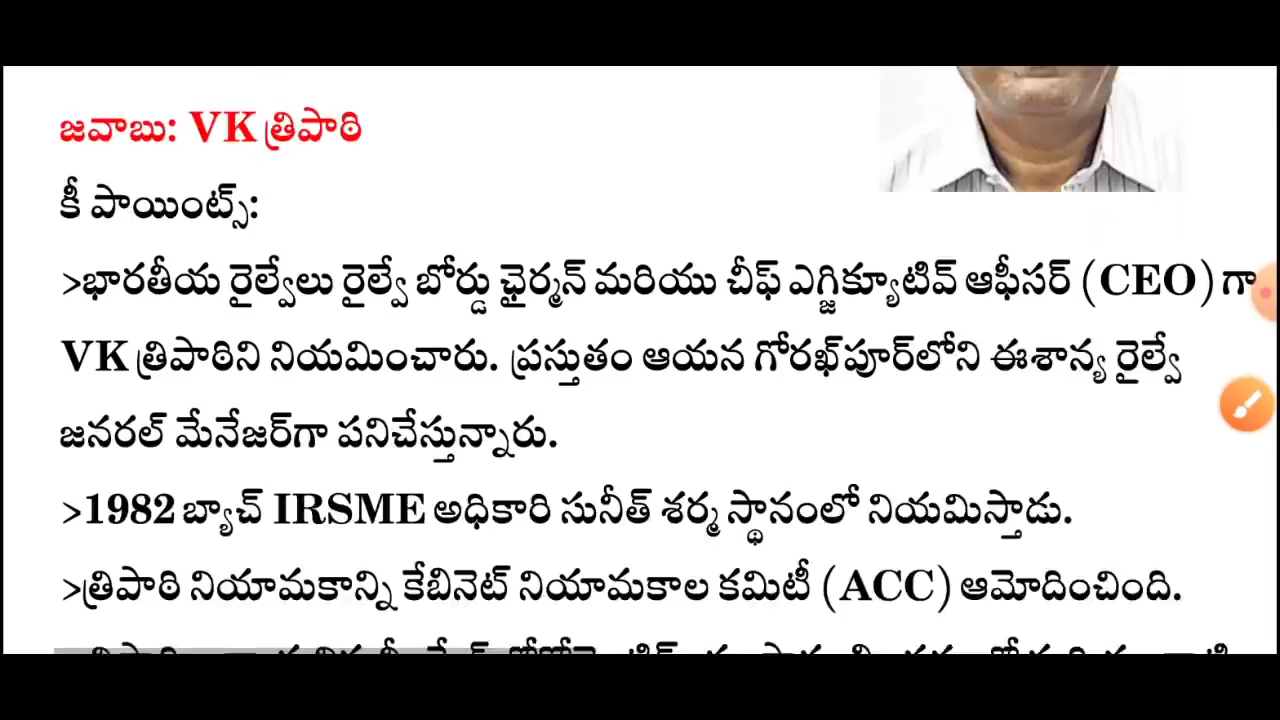 జవాబు: VK త్రిపాఠి
కీ పాయింట్స్:
>భారతీయ రైల్వేలు రైల్వే బోర్డు ఛైర్మన్ మరియు చీఫ్ ఎగ్జిక్యూటివ్ ఆఫీసర్ (CEO) గా
VK త్రిపాఠిని నియమించారు. ప్రస్తుతం ఆయన గోరఖ్‌పూర్‌లోని ఈశాన్య రైల్వే
జనరల్ మేనేజర్‌గా పనిచేస్తున్నారు.
>1982 బ్యాచ్ IRSME అధికారి సునీత్ శర్మ స్థానంలో నియమిస్తాడు.
>త్రిపాఠి నియామకాన్ని కేబినెట్ నియామకాల కమిటీ (ACC) ఆమోదించింది.